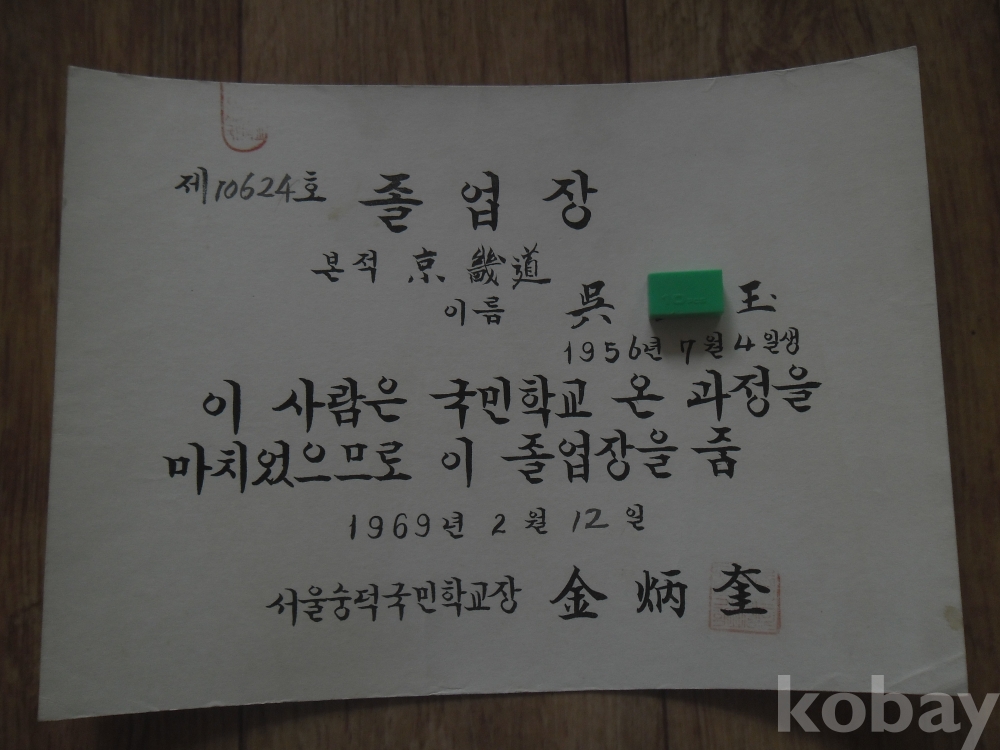 제10624호 졸업장
본적 京畿道
이름 吳 玉
1956년 7월 4일생
이 사람은 국민학교 온 과정을
마치었으므로 이 졸업장을 줌
1969년 2월 12일
서울숭덕국민학교장 金炳奎
kobay